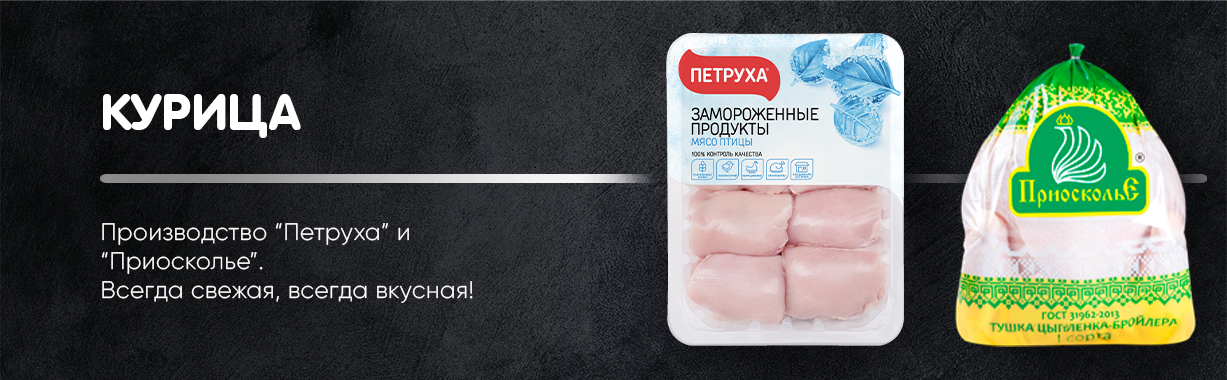 КУРИЦА
Производство “Петруха” и
“Приосколье”.
Всегда свежая, всегда вкусная!
ПЕТРУХА®
ЗАМОРОЖЕННЫЕ
ПРОДУКТЫ
МЯСО ПТИЦЫ
100% КОНТРОЛЬ КАЧЕСТВА
ПриоскольЕ
®
ГОСТ 31962-2013
ТУШКА ЦЫПЛЕНКА-БРОЙЛЕРА
1 сорта